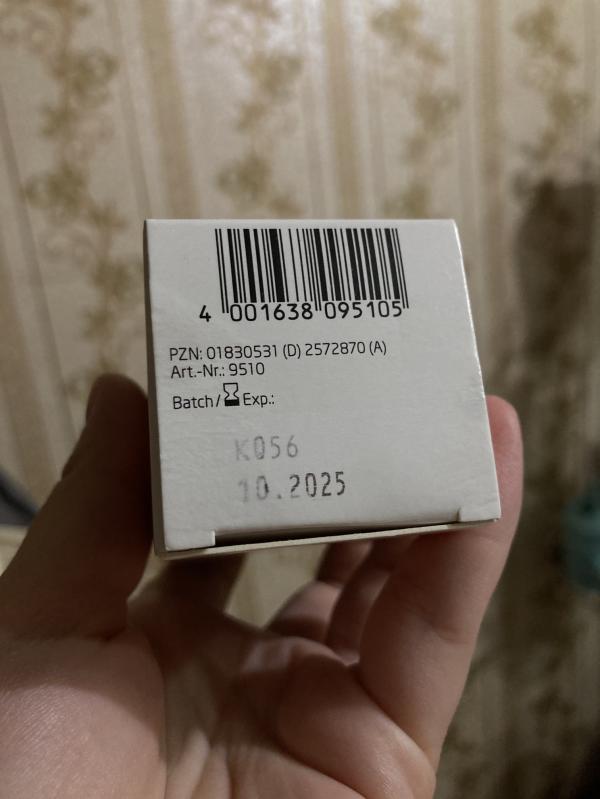 4 001638 095105
PZN: 01830531 (D) 2572870 (A)
Art.-Nr.: 9510
Batch/⌛Exp.:
K056
10.2025